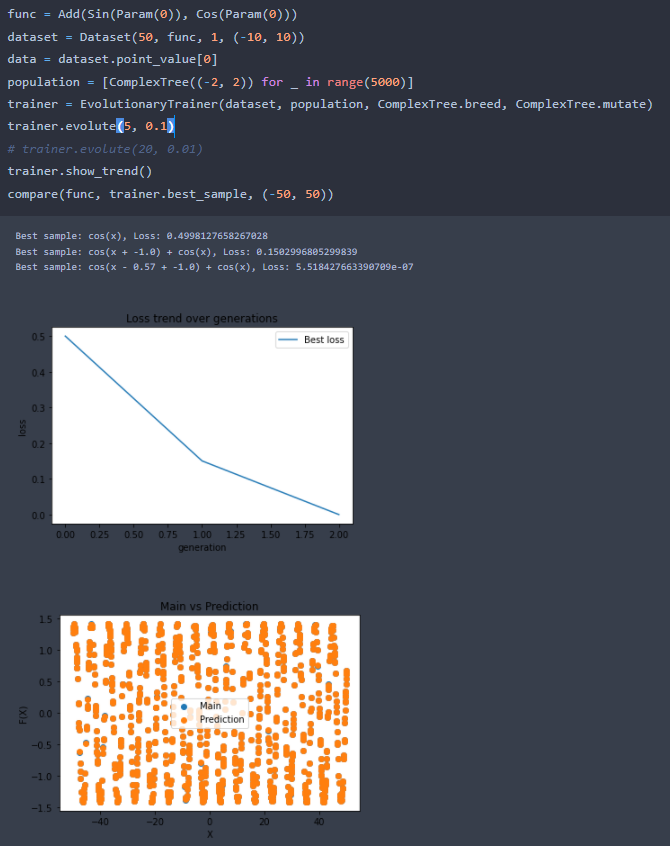 func = Add(Sin(Param(0)), Cos(Param(0)))
dataset = Dataset(50, func, 1, (-10, 10))
data = dataset.point_value[0]
population = [ComplexTree((-2, 2)) for _ in range(5000)]
trainer = EvolutionaryTrainer(dataset, population, ComplexTree.breed, ComplexTree.mutate)
trainer.evolute(5, 0.1)
# trainer.evolute(20, 0.01)
trainer.show_trend()
compare(func, trainer.best_sample, (-50, 50))
Best sample: cos(x), Loss: 0.4998127658267028
Best sample: cos(x + -1.0) + cos(x), Loss: 0.1502996805299839
Best sample: cos(x - 0.57 + -1.0) + cos(x), Loss: 5.518427663390709e-07
Loss trend over generations
Best loss
0.5
0.4
0.3
0.2
0.1
0.0
loss
0.00 0.25 0.50 0.75 1.00 1.25 1.50 1.75 2.00
generation
Main vs Prediction
1.5
1.0
0.5
0.0
−0.5
−1.0
−1.5
F(X)
Main
Prediction
−40 −20 0 20 40
X